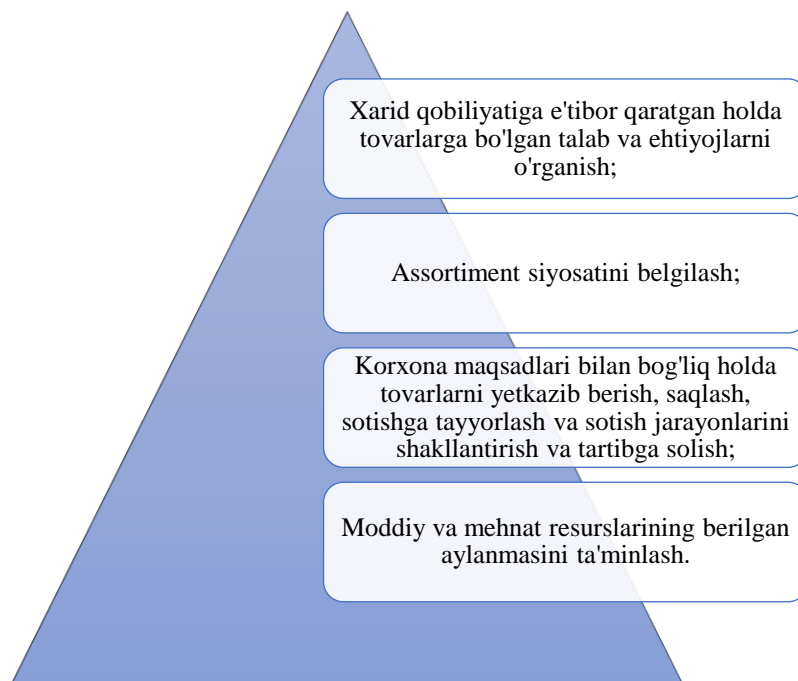 Xarid qobiliyatiga e'tibor qaratgan holda
tovarlarga bo'lgan talab va ehtiyojlarni
o'rganish;
Assortiment siyosatini belgilash;
Korxona maqsadlari bilan bog'liq holda
tovarlarni yetkazib berish, saqlash,
sotishga tayyorlash va sotish jarayonlarini
shakllantirish va tartibga solish;
Moddiy va mehnat resurslarining berilgan
aylanmasini ta'minlash.